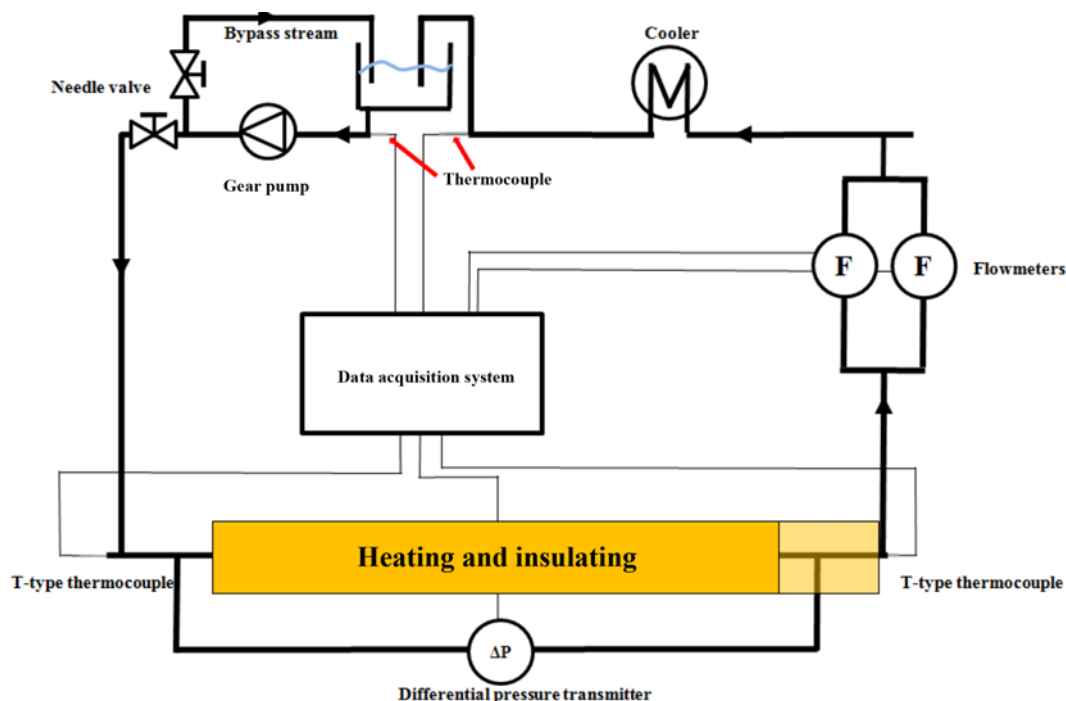 Bypass stream
Cooler
Needle valve
Gear pump
Thermocouple
F
F
Flowmeters
Data acquisition system
Heating and insulating
T-type thermocouple
T-type thermocouple
ΔP
Differential pressure transmitter